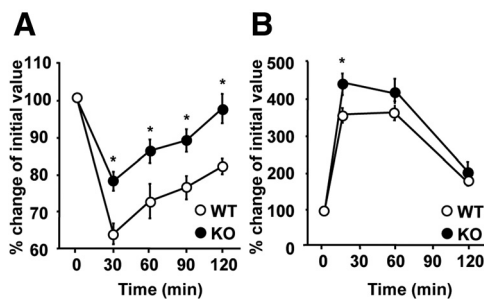 A
% change of initial value
110
100
90
80
70
60
*
*
*
*
WT
KO
0 30 60 90 120
Time (min)
B
% change of initial value
500
400
300
200
100
0
*
WT
KO
0 30 60 90 120
Time (min)